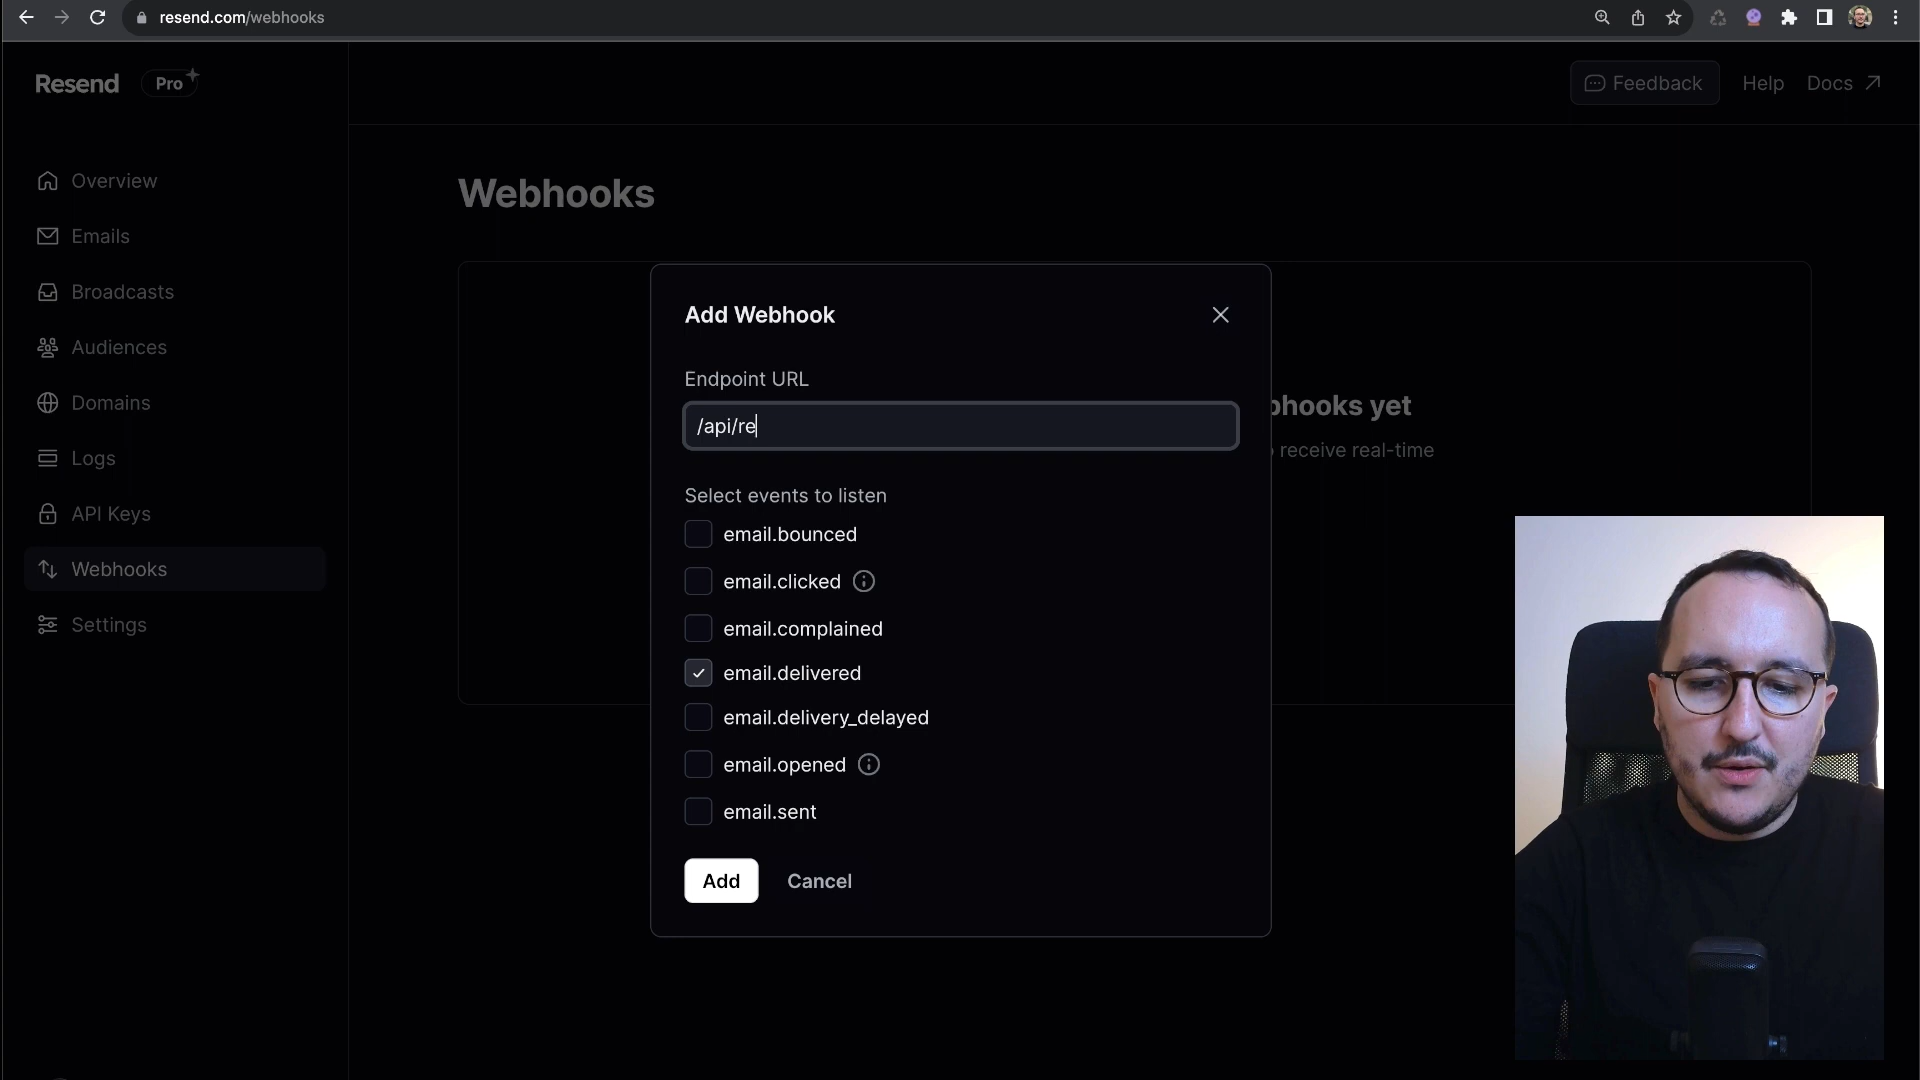 resend.com/webhooks
Resend Pro
Feedback Help Docs
Overview
Emails
Broadcasts
Audiences
Domains
Logs
API Keys
Webhooks
Settings
Webhooks
bhooks yet
receive real-time
Add Webhook
Endpoint URL
/api/re
Select events to listen
email.bounced
email.clicked
email.complained
email.delivered
email.delivery_delayed
email.opened
email.sent
Add Cancel